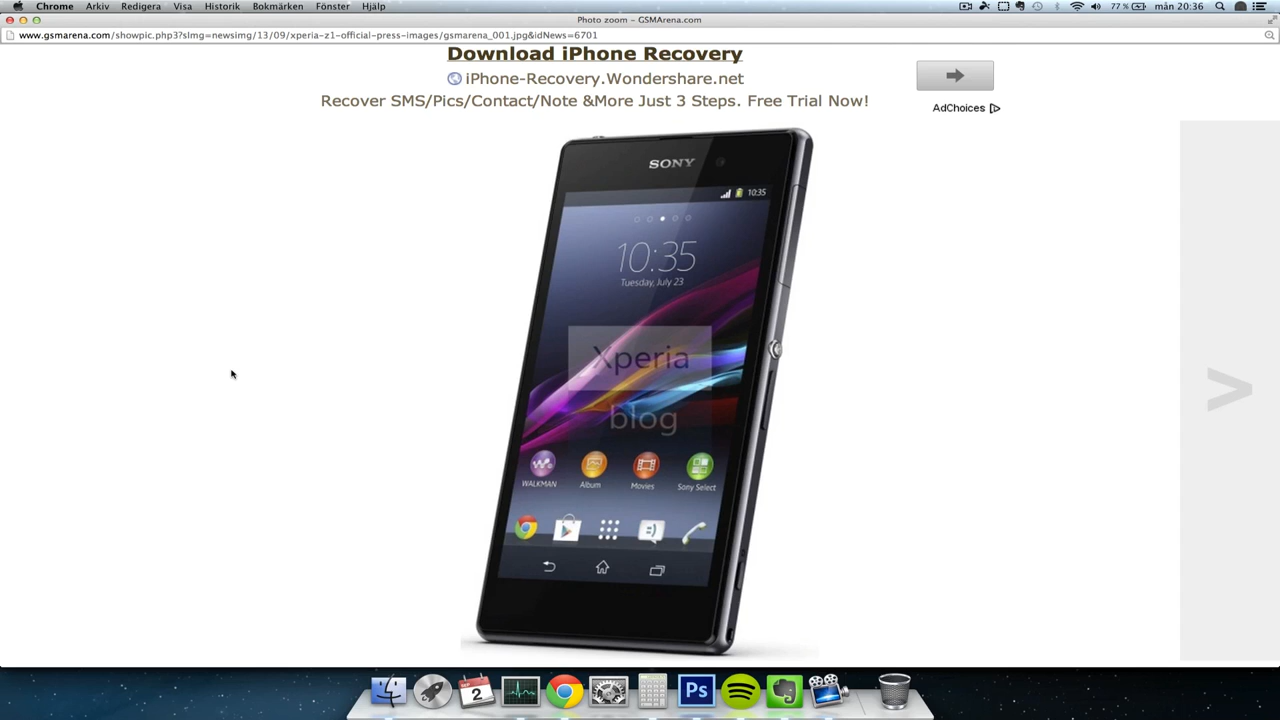 Chrome Arkiv Redigera Visa Historik Bokmärken Fönster Hjälp 77 % mån 20:36
Photo zoom – GSMArena.com
www.gsmarena.com/showpic.php3?sImg=newsimg/13/09/xperia-z1-official-press-images/gsmarena_001.jpg&idNews=6701
Download iPhone Recovery
iPhone-Recovery.Wondershare.net
Recover SMS/Pics/Contact/Note &More Just 3 Steps. Free Trial Now!
AdChoices
SONY
10:35
10:35
Tuesday, July 23
Xperia
blog
WALKMAN Album Movies Sony Select
>
SEP
2
Ps